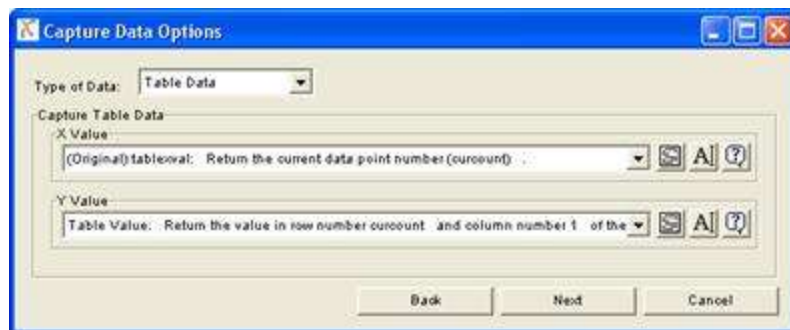 Capture Data Options
Type of Data: Table Data
Capture Table Data
X Value
(Original) tablexval: Return the current data point number (curcount) .
Y Value
Table Value: Return the value in row number curcount and column number 1 of the
Back Next Cancel